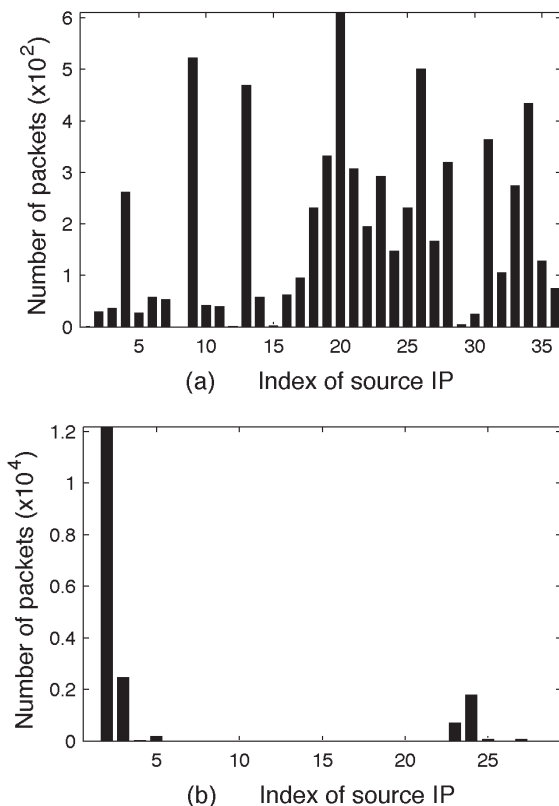 Number of packets (x10²)
6
5
4
3
2
1
0
5 10 15 20 25 30 35
(a) Index of source IP
Number of packets (x10⁴)
1.2
1
0.8
0.6
0.4
0.2
0
5 10 15 20 25
(b) Index of source IP